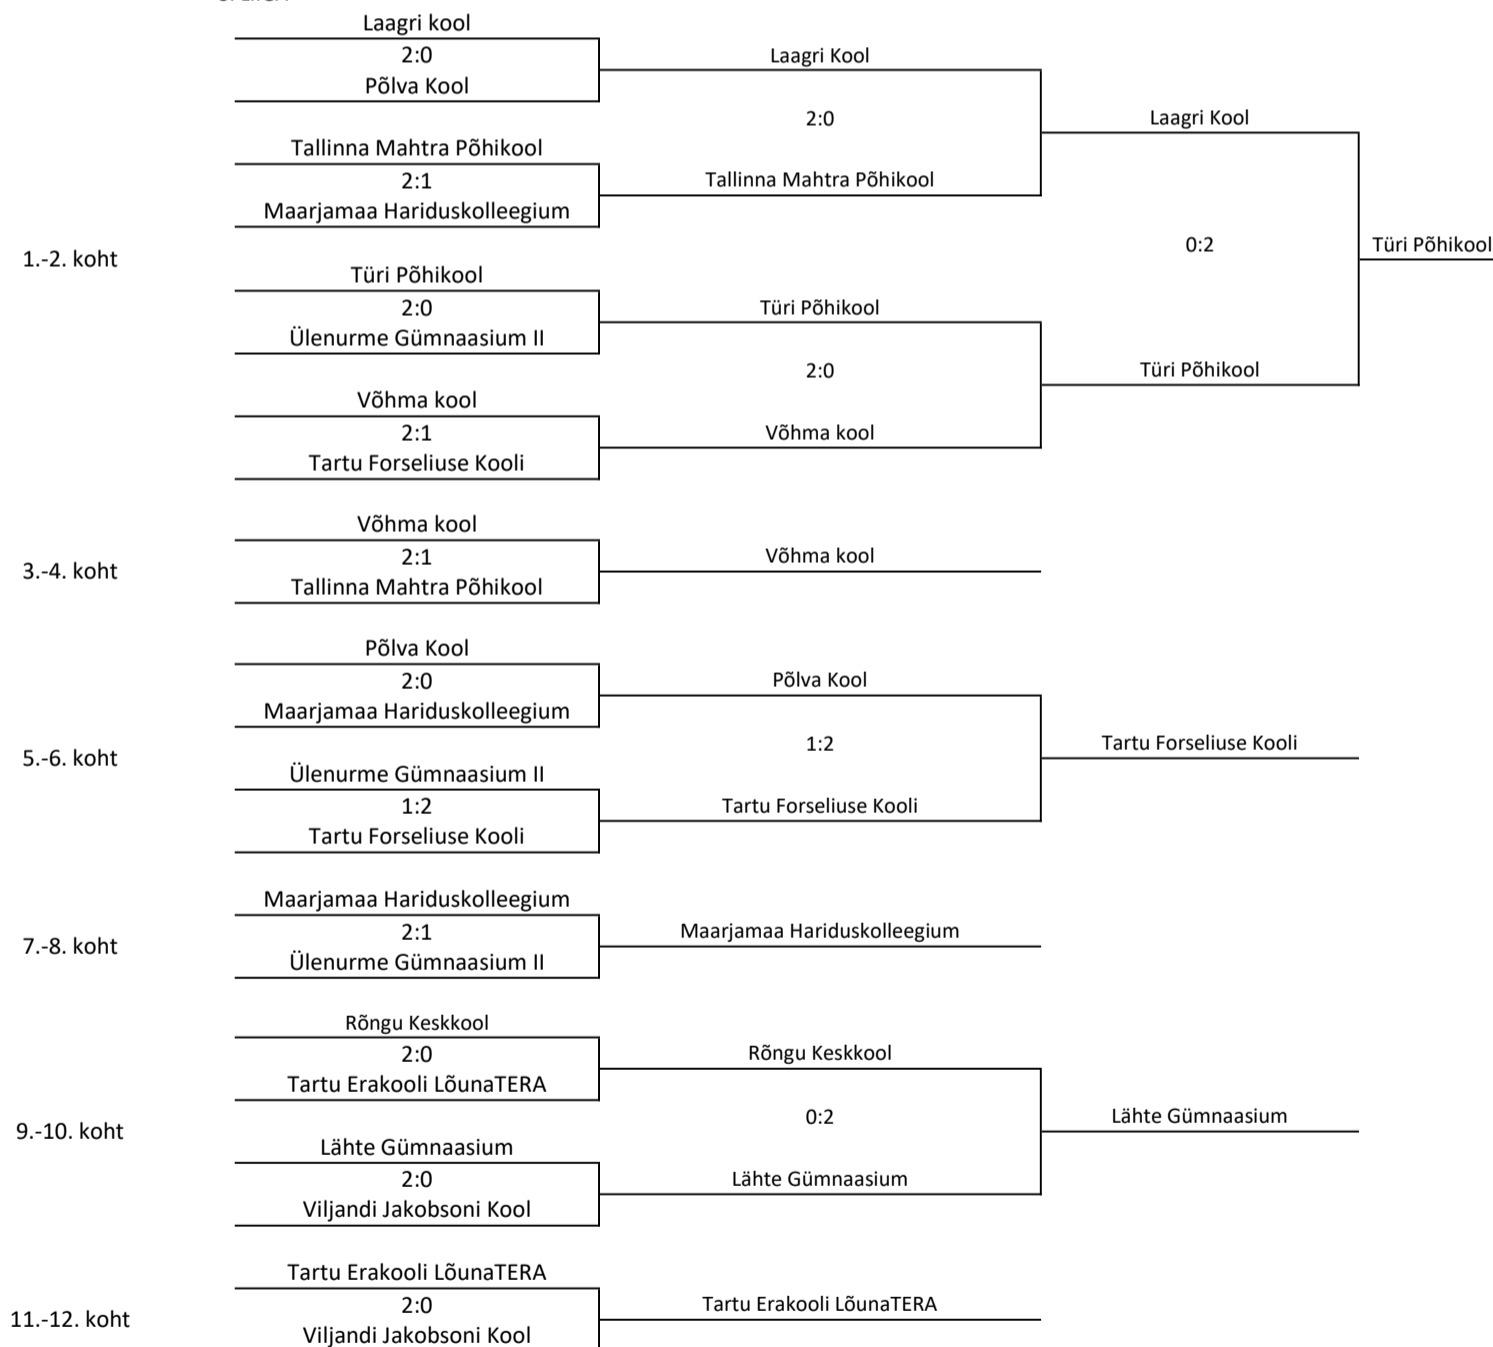 Laagri kool
2:0
Põlva Kool
Laagri Kool
2:0
Laagri Kool
Tallinna Mahtra Põhikool
2:1
Maarjamaa Hariduskolleegium
Tallinna Mahtra Põhikool
1.-2. koht
0:2
Türi Põhikool
Türi Põhikool
2:0
Ülenurme Gümnaasium II
Türi Põhikool
2:0
Türi Põhikool
Võhma kool
2:1
Tartu Forseliuse Kooli
Võhma kool
3.-4. koht
Võhma kool
2:1
Tallinna Mahtra Põhikool
Võhma kool
Põlva Kool
2:0
Maarjamaa Hariduskolleegium
Põlva Kool
5.-6. koht
1:2
Tartu Forseliuse Kooli
Ülenurme Gümnaasium II
1:2
Tartu Forseliuse Kooli
Tartu Forseliuse Kooli
7.-8. koht
Maarjamaa Hariduskolleegium
2:1
Ülenurme Gümnaasium II
Maarjamaa Hariduskolleegium
Rõngu Keskkool
2:0
Tartu Erakooli LõunaTERA
Rõngu Keskkool
9.-10. koht
0:2
Lähte Gümnaasium
Lähte Gümnaasium
2:0
Viljandi Jakobsoni Kool
Lähte Gümnaasium
11.-12. koht
Tartu Erakooli LõunaTERA
2:0
Viljandi Jakobsoni Kool
Tartu Erakooli LõunaTERA